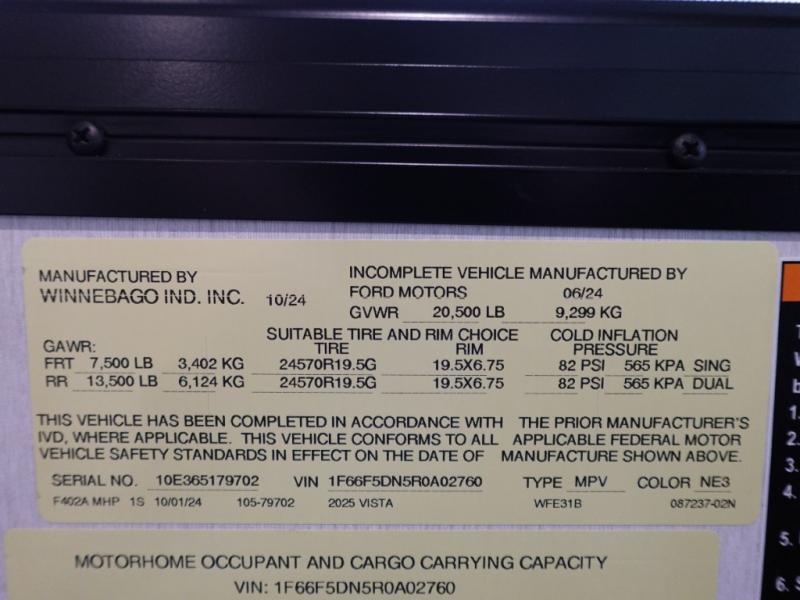 MANUFACTURED BY
WINNEBAGO IND. INC. 10/24
INCOMPLETE VEHICLE MANUFACTURED BY
FORD MOTORS 06/24
GVWR 20,500 LB 9,299 KG
SUITABLE TIRE AND RIM CHOICE COLD INFLATION
GAWR: TIRE RIM PRESSURE
FRT 7,500 LB 3,402 KG 24570R19.5G 19.5X6.75 82 PSI 565 KPA SING
RR 13,500 LB 6,124 KG 24570R19.5G 19.5X6.75 82 PSI 565 KPA DUAL
THIS VEHICLE HAS BEEN COMPLETED IN ACCORDANCE WITH THE PRIOR MANUFACTURER'S
IVD, WHERE APPLICABLE. THIS VEHICLE CONFORMS TO ALL APPLICABLE FEDERAL MOTOR
VEHICLE SAFETY STANDARDS IN EFFECT ON THE DATE OF MANUFACTURE SHOWN ABOVE.
SERIAL NO. 10E365179702 VIN 1F66F5DN5R0A02760 TYPE MPV COLOR NE3
F402A MHP 1S 10/01/24 105-79702 2025 VISTA WFE31B 087237-02N
MOTORHOME OCCUPANT AND CARGO CARRYING CAPACITY
VIN: 1F66F5DN5R0A02760
1.
2.
3.
4.
5.
6.